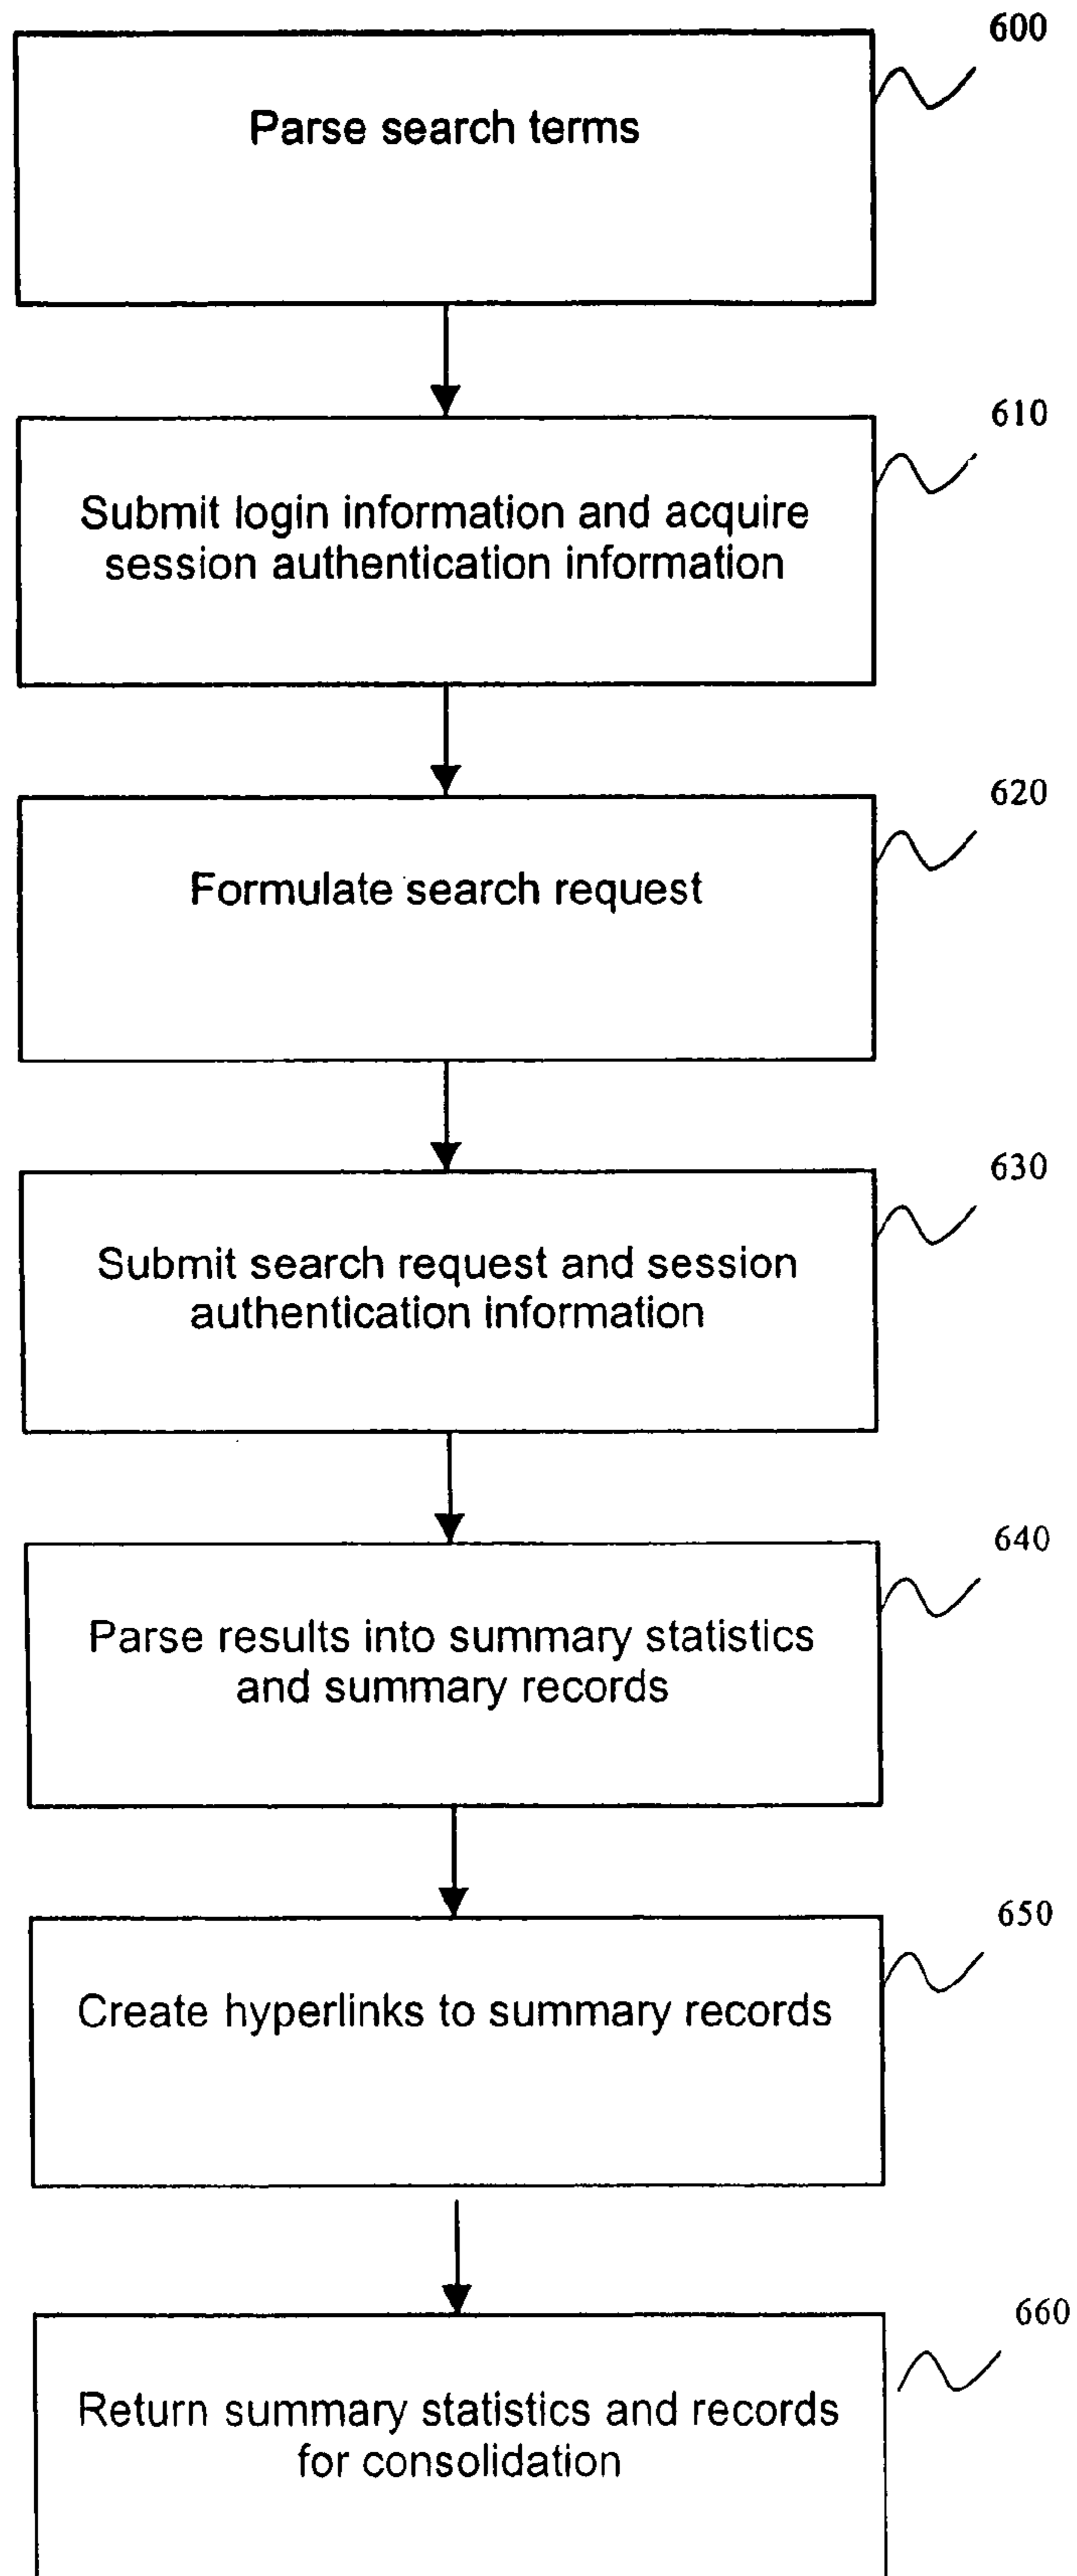 600
Parse search terms
610
Submit login information and acquire
session authentication information
620
Formulate search request
630
Submit search request and session
authentication information
640
Parse results into summary statistics
and summary records
650
Create hyperlinks to summary records
660
Return summary statistics and records
for consolidation